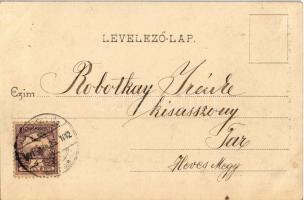 LEVELEZŐ-LAP.
Czim Robotkay Irénke
kisasszony
Tar
Heves Megy